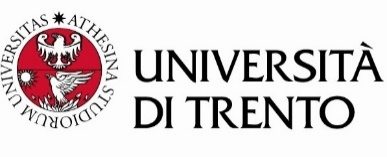 ATHESINA STUDIORUM UNIVERSITAS
UNIVERSITÀ
DI TRENTO